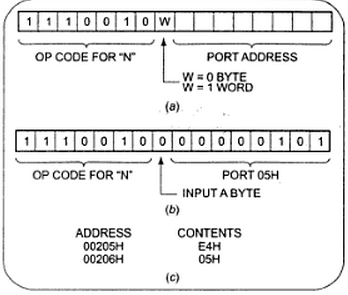 1 1 1 0 0 1 0 W
OP CODE FOR "N" PORT ADDRESS
W = 0 BYTE
W = 1 WORD
(a)
1 1 1 0 0 1 0 0 0 0 0 0 0 1 0 1
OP CODE FOR "N" PORT 05H
INPUT A BYTE
(b)
ADDRESS CONTENTS
00205H E4H
00206H 05H
(c)